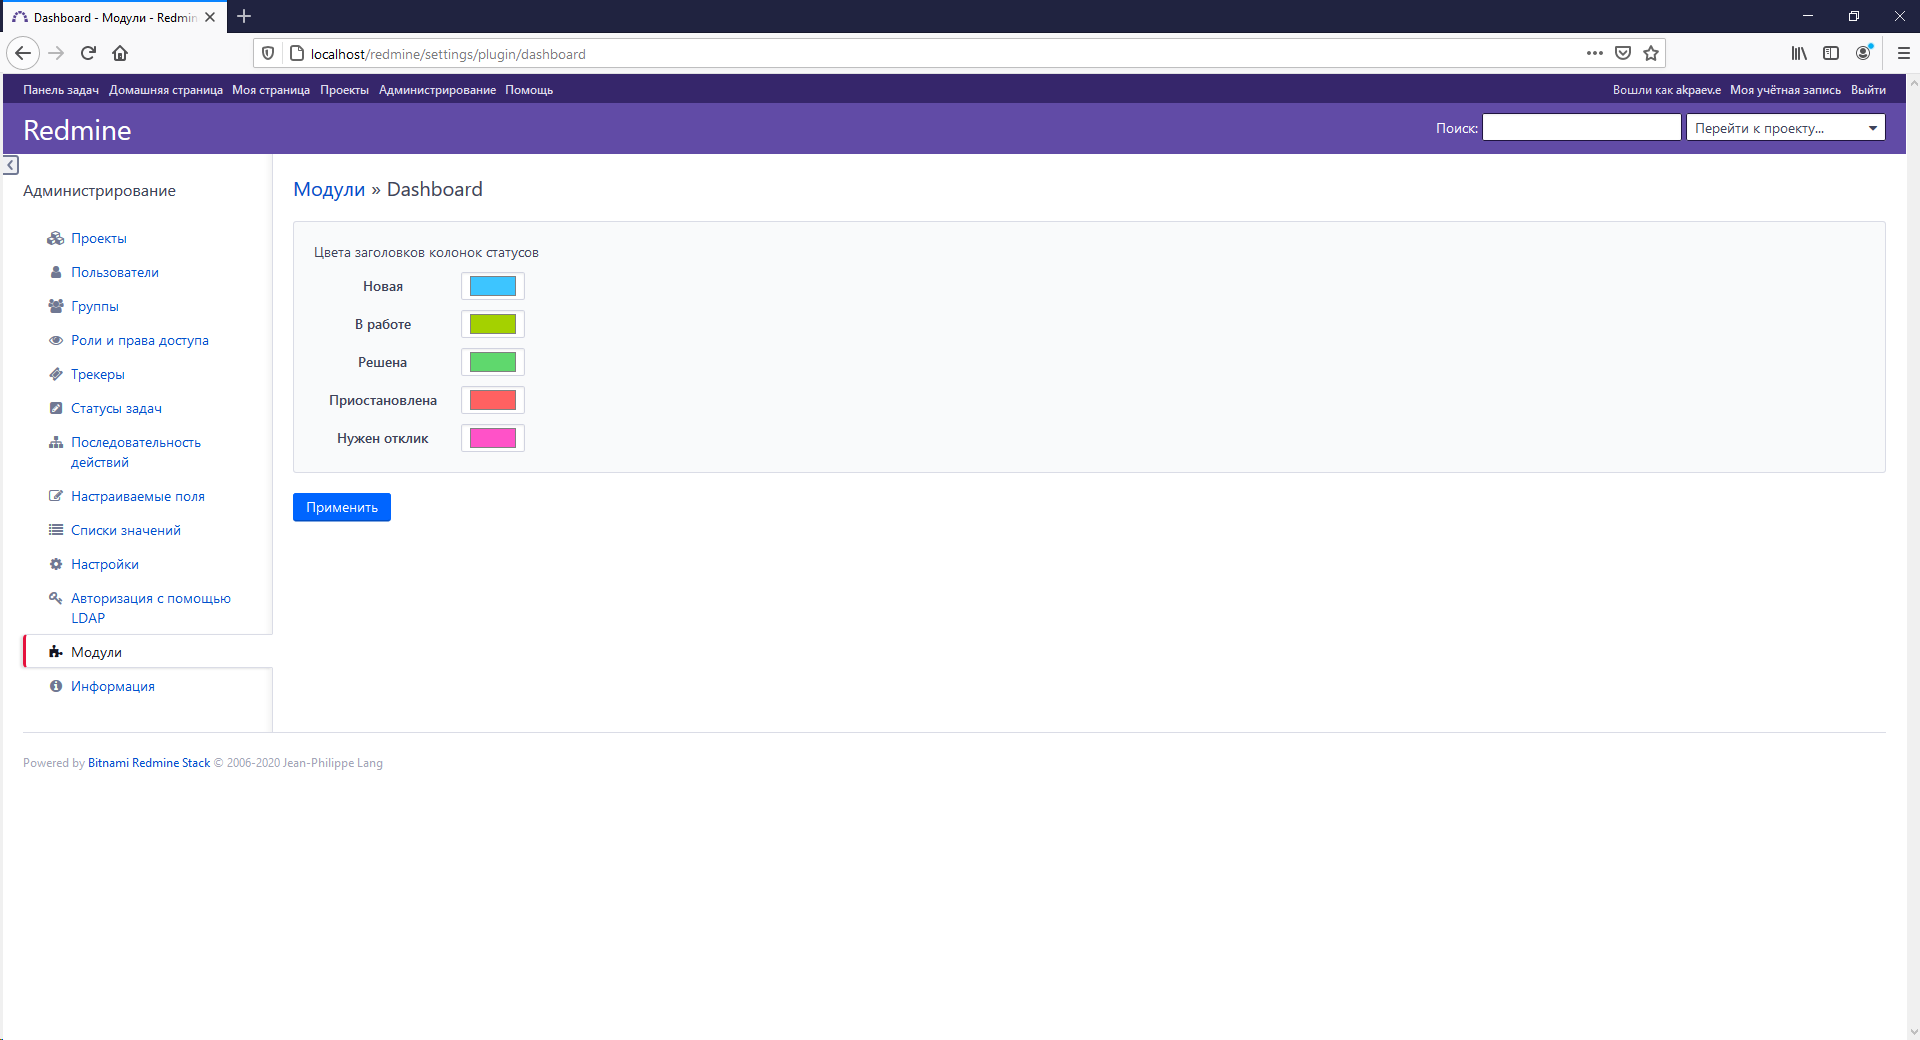 Dashboard - Модули - Redmin
localhost/redmine/settings/plugin/dashboard
Панель задач Домашняя страница Моя страница Проекты Администрирование Помощь
Вошли как akpaev.e Моя учётная запись Выйти
Redmine
Поиск:
Перейти к проекту...
Администрирование
Проекты
Пользователи
Группы
Роли и права доступа
Трекеры
Статусы задач
Последовательность
действий
Настраиваемые поля
Списки значений
Настройки
Авторизация с помощью
LDAP
Модули
Информация
Модули » Dashboard
Цвета заголовков колонок статусов
Новая
В работе
Решена
Приостановлена
Нужен отклик
Применить
Powered by Bitnami Redmine Stack © 2006-2020 Jean-Philippe Lang